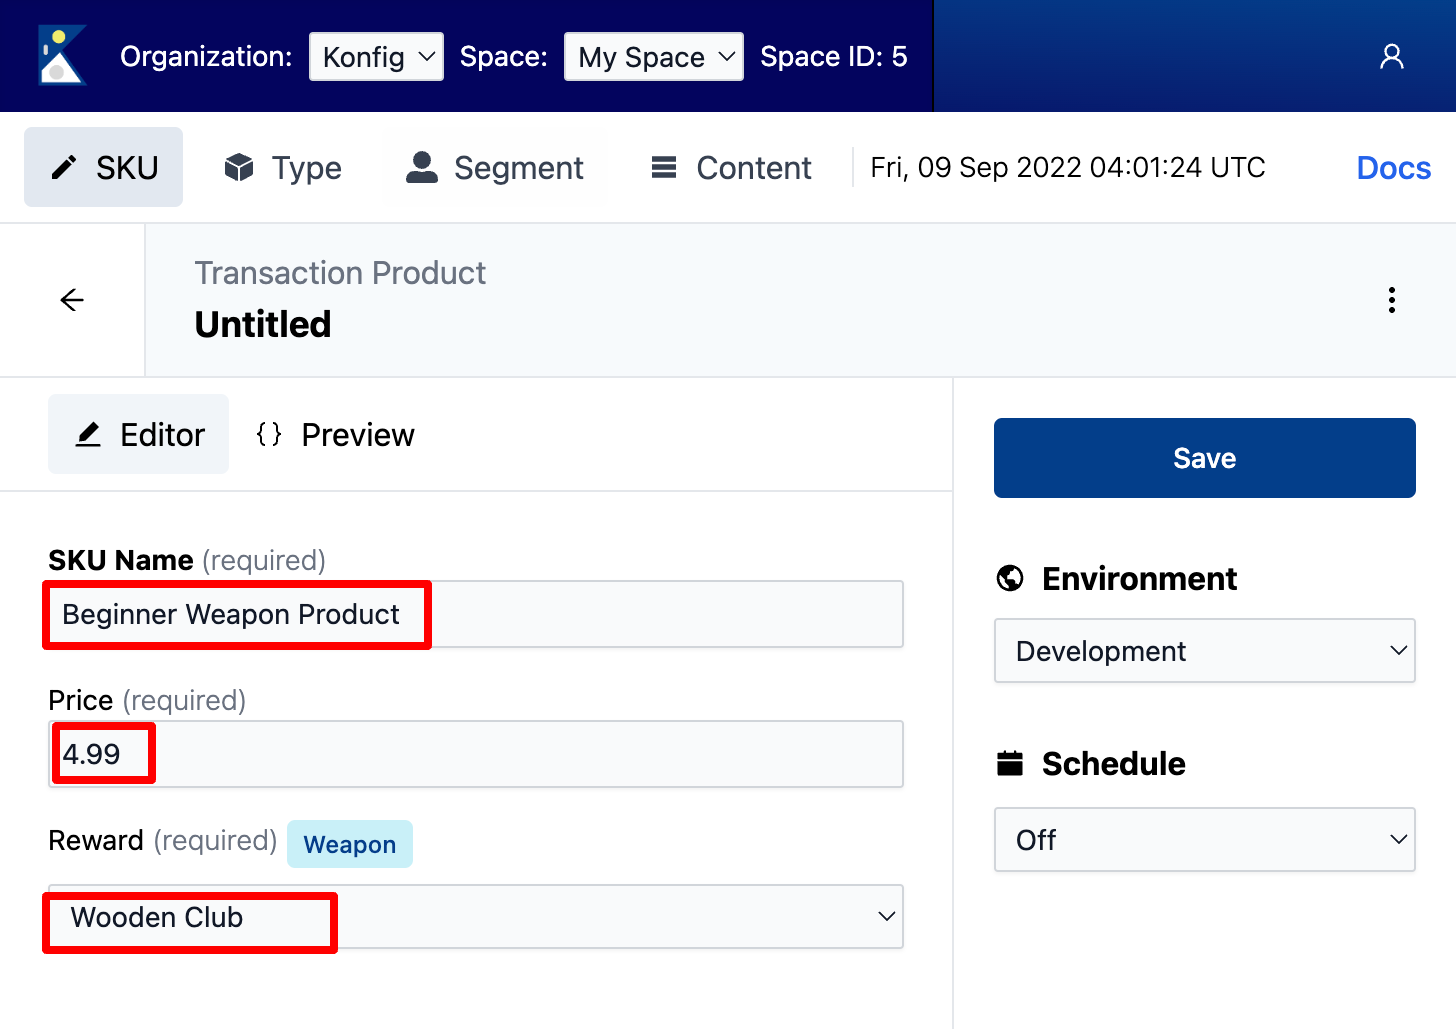 Organization: Konfig Space: My Space Space ID: 5
SKU Type Segment Content Fri, 09 Sep 2022 04:01:24 UTC Docs
Transaction Product
Untitled
Editor {} Preview
Save
SKU Name (required)
Beginner Weapon Product
Environment
Development
Price (required)
4.99
Schedule
Reward (required) Weapon
Off
Wooden Club